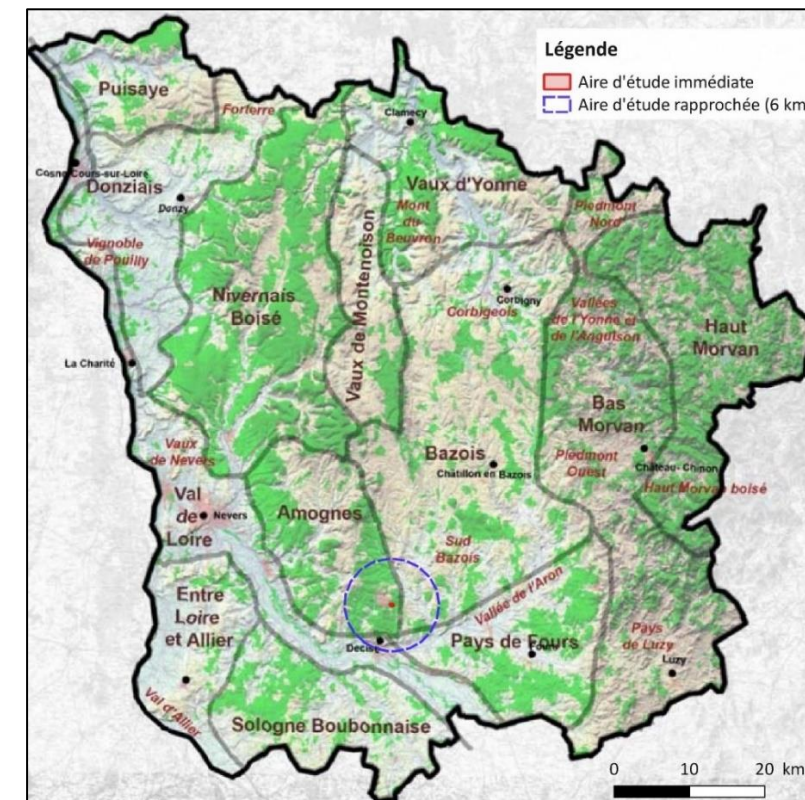 Légende
Aire d'étude immédiate
Aire d'étude rapprochée (6 km
Puisaye
Forterre
Clamecy
Cosne Cours-sur-Loire
Donziais
Donzy
Vaux d'Yonne
Mont
du
Beuvron
Piedmont
Nord
Vignoble
de Pouilly
Vaux de Montenoison
Nivernais
Boisé
Corbigny
Corbigeois
Vallées
de l'Yonne et
de l'Anguison
Haut
Morvan
La Charité
Bas
Morvan
Vaux
de Nevers
Bazois
Châtillon en Bazois
Piedmont
Ouest
Château-Chinon
Haut Morvan boisé
Val
de
Loire
Nevers
Amognes
Sud
Bazois
Vallée de l'Aron
Entre
Loire
et Allier
Decise
Pays de Fours
Pays
de Luzy
Luzy
Val d'Allier
Sologne Boubonnaise
0 10 20 km